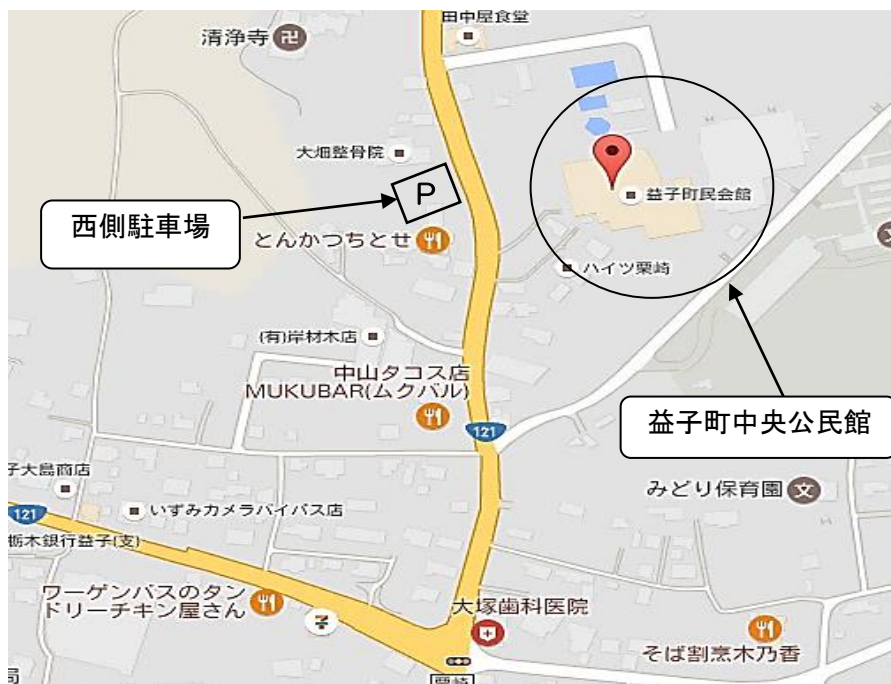 田中屋食堂
清浄寺
大畑整骨院
P
益子町民会館
西側駐車場
とんかつちとせ
ハイツ栗崎
(有)岸材木店
中山タコス店
MUKUBAR(ムクバル)
121
益子町中央公民館
子大島商店
みどり保育園
文
121
いずみカメラバイパス店
栃木銀行益子(支)
ワーゲンバスのタン
ドリーチキン屋さん
大塚歯科医院
そば割烹木乃香
局
栗崎